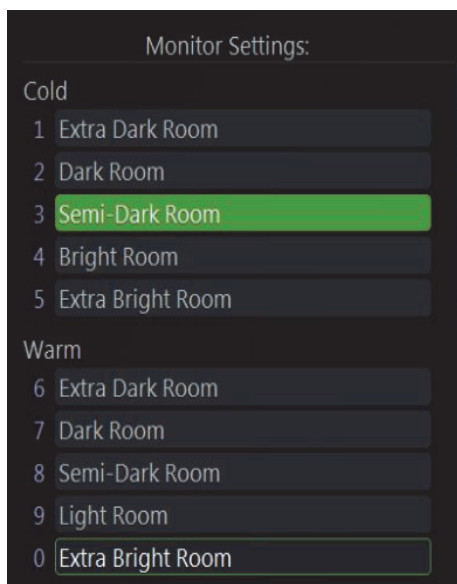 Monitor Settings:
Cold
1 Extra Dark Room
2 Dark Room
3 Semi-Dark Room
4 Bright Room
5 Extra Bright Room
Warm
6 Extra Dark Room
7 Dark Room
8 Semi-Dark Room
9 Light Room
0 Extra Bright Room